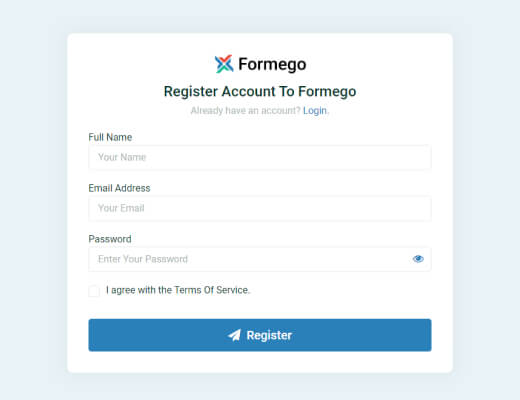 Formego
Register Account To Formego
Already have an account? Login.
Full Name
Your Name
Email Address
Your Email
Password
Enter Your Password
I agree with the Terms Of Service.
Register